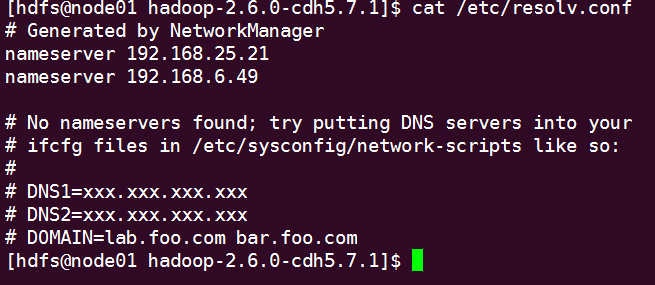 [hdfs@node01 hadoop-2.6.0-cdh5.7.1]$ cat /etc/resolv.conf
# Generated by NetworkManager
nameserver 192.168.25.21
nameserver 192.168.6.49
# No nameservers found; try putting DNS servers into your
# ifcfg files in /etc/sysconfig/network-scripts like so:
#
# DNS1=xxx.xxx.xxx.xxx
# DNS2=xxx.xxx.xxx.xxx
# DOMAIN=lab.foo.com bar.foo.com
[hdfs@node01 hadoop-2.6.0-cdh5.7.1]$